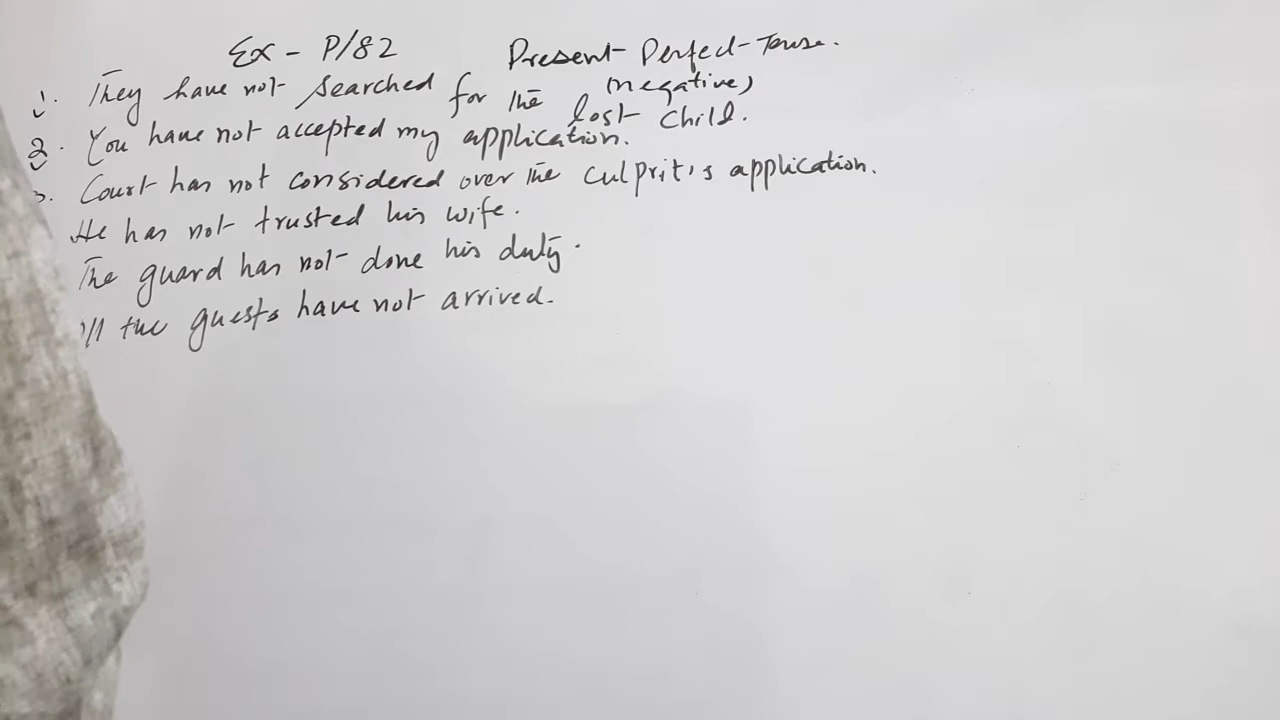 Ex - P/82 Present Perfect Tense.
(negative)
1. They have not searched for the lost child.
2. You have not accepted my application.
3. Court has not considered over the culprit's application.
He has not trusted his wife.
The guard has not done his duty.
the guests have not arrived.